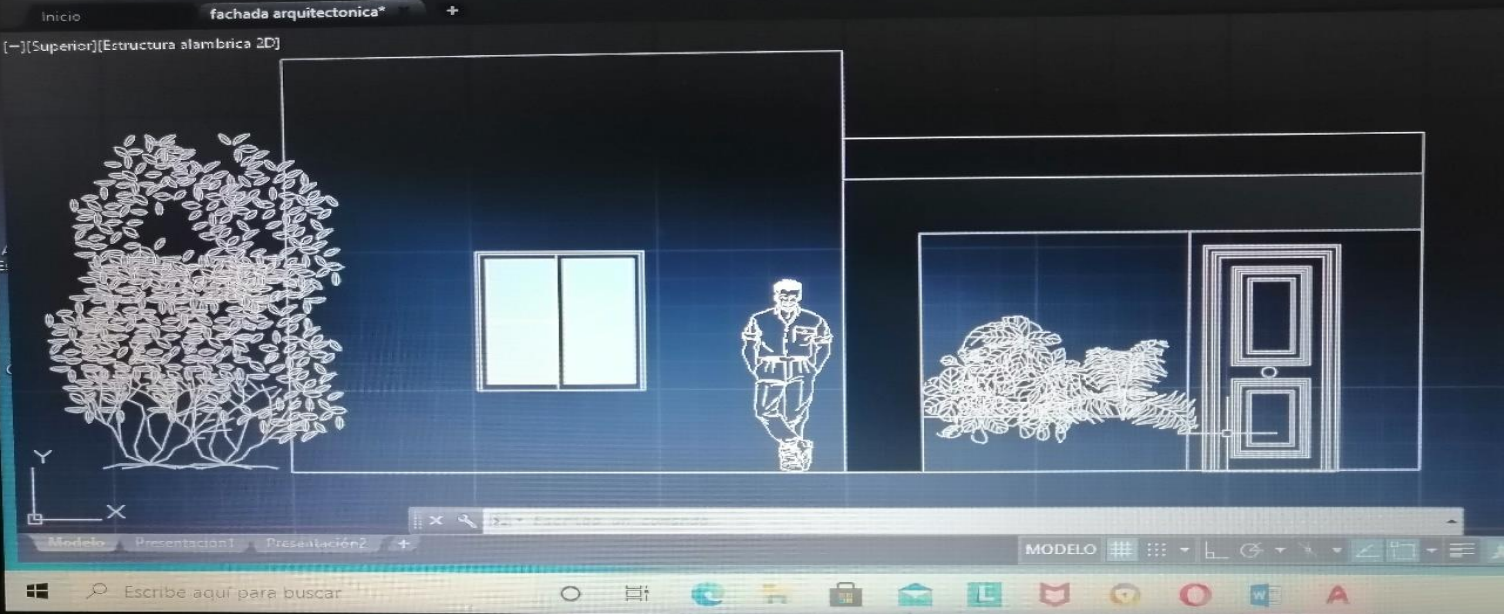 Inicio
fachada arquitectonica*
[−][Superior][Estructura alambrica 2D]
Y
X
Modelo
Presentación1
Presentación2
MODELO
Escribe aquí para buscar